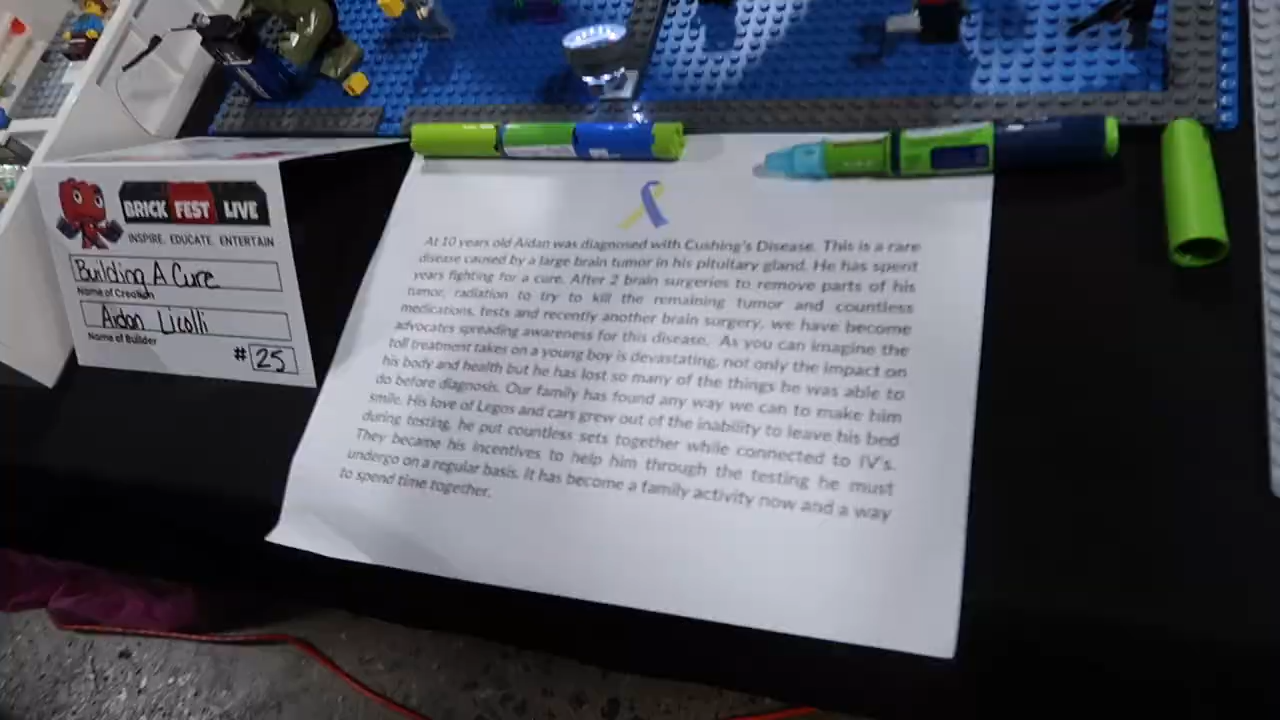 BRICK FEST LIVE
INSPIRE. EDUCATE. ENTERTAIN
Building A Cure
Name of Creation
Aidan Licolli
Name of Builder
# 25
At 10 years old Aidan was diagnosed with Cushing's Disease. This is a rare
disease caused by a large brain tumor in his pituitary gland. He has spent
years fighting for a cure. After 2 brain surgeries to remove parts of his
tumor, radiation to try to kill the remaining tumor and countless
medications, tests and recently another brain surgery, we have become
advocates spreading awareness for this disease. As you can imagine the
toll treatment takes on a young boy is devastating, not only the impact on
his body and health but he has lost so many of the things he was able to
do before diagnosis. Our family has found any way we can to make him
smile. His love of Legos and cars grew out of the inability to leave his bed
during testing, he put countless sets together while connected to IV's.
They became his incentives to help him through the testing he must
undergo on a regular basis. It has become a family activity now and a way
to spend time together.